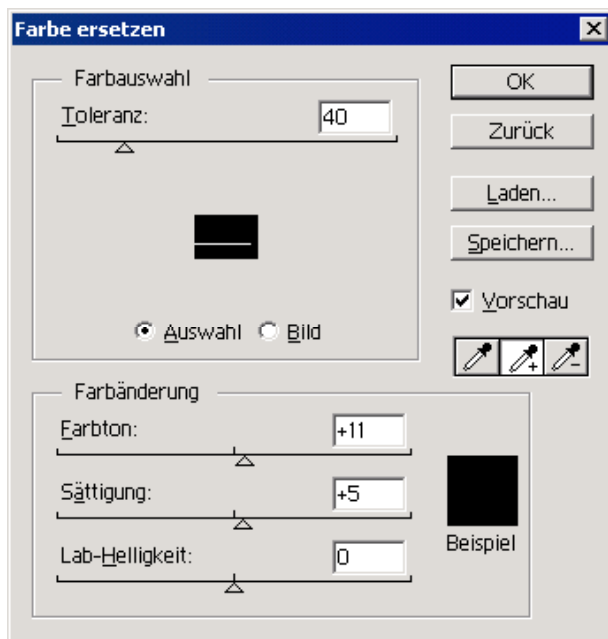 Farbe ersetzen
Farbauswahl
Toleranz: 40
Auswahl Bild
OK
Zurück
Laden...
Speichern...
Vorschau
Farbänderung
Farbton: +11
Sättigung: +5
Lab-Helligkeit: 0
Beispiel